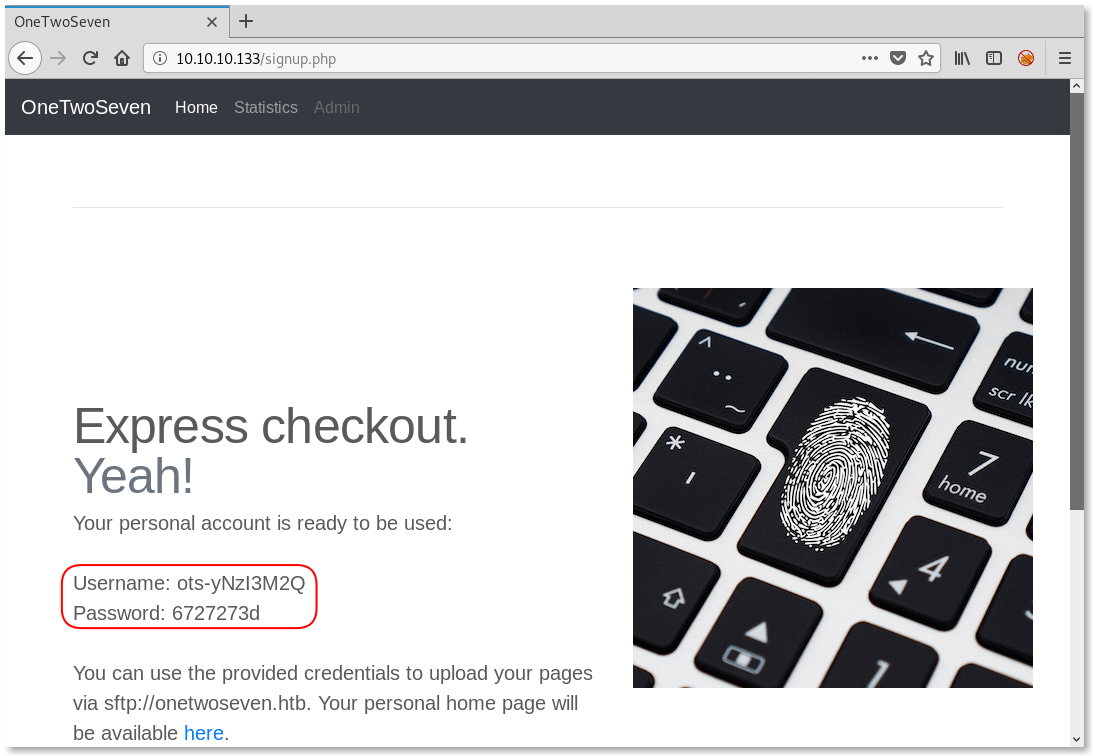 OneTwoSeven
10.10.10.133/signup.php
OneTwoSeven Home Statistics Admin
Express checkout.
Yeah!
Your personal account is ready to be used:
Username: ots-yNzI3M2Q
Password: 6727273d
You can use the provided credentials to upload your pages
via sftp://onetwoseven.htb. Your personal home page will
be available here.
^
¨
~
*
'
num
scr lk
7
home
4
1